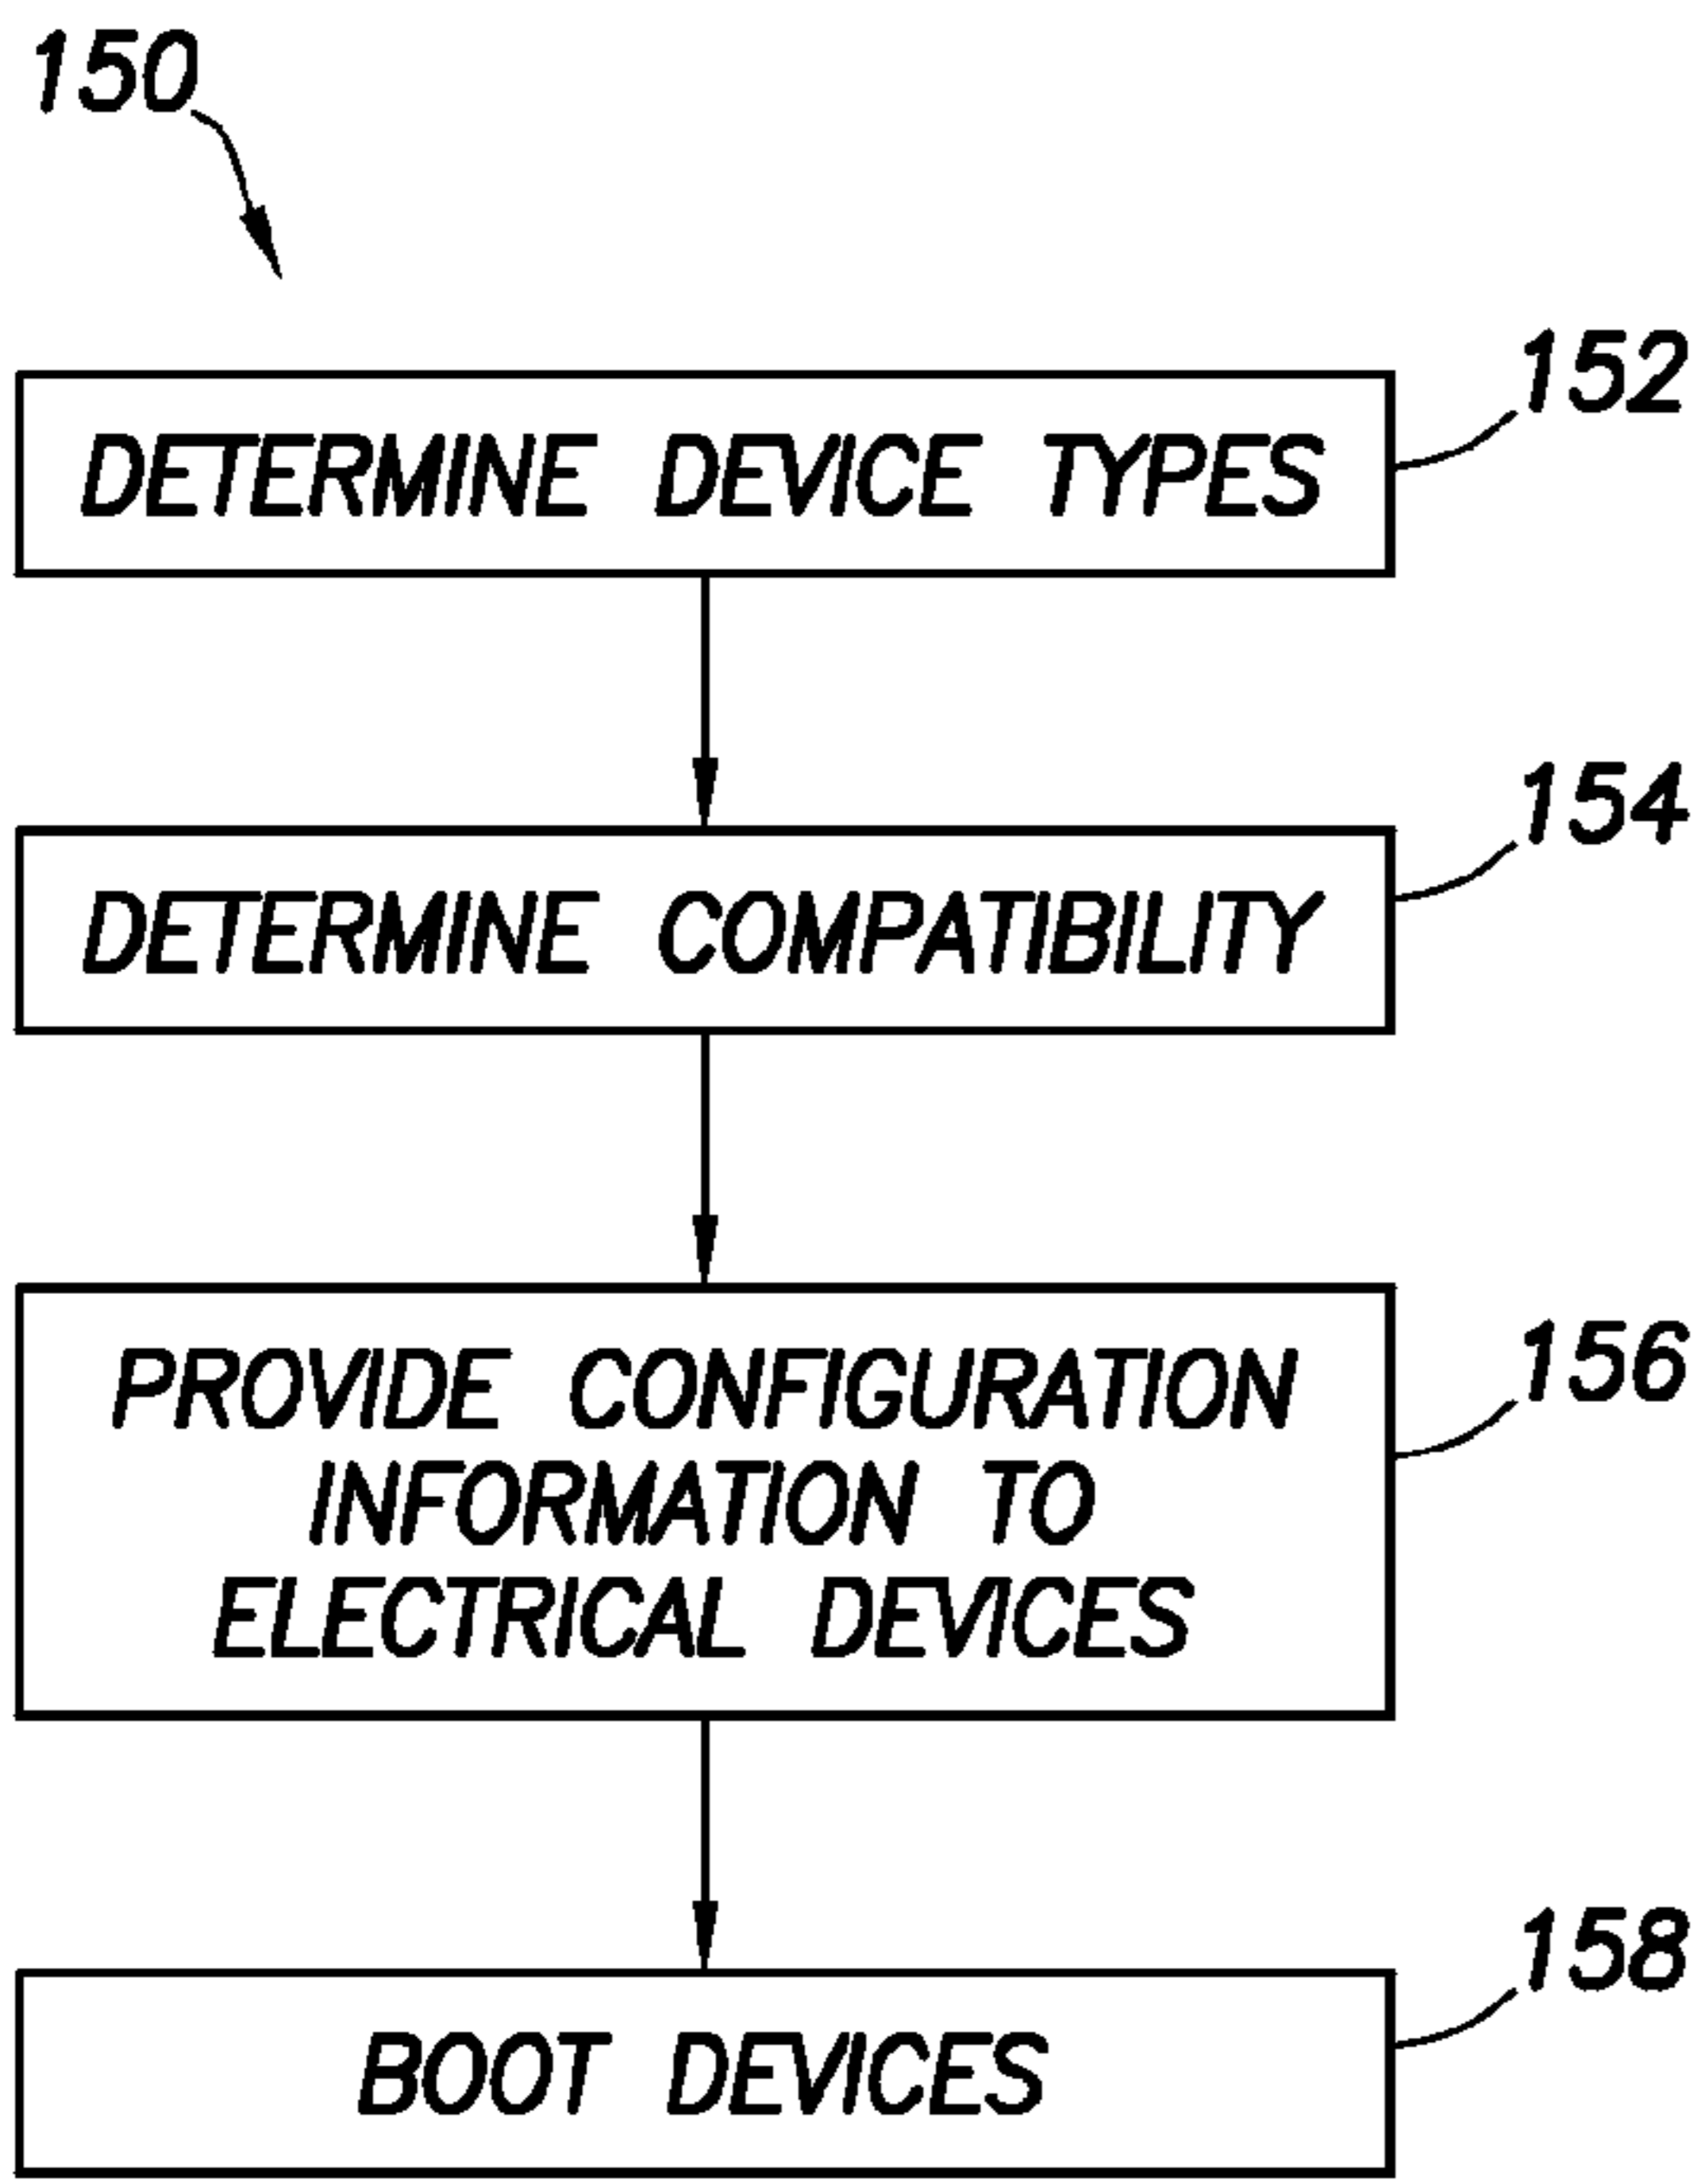 150
152
DETERMINE DEVICE TYPES
154
DETERMINE COMPATIBILITY
156
PROVIDE CONFIGURATION
INFORMATION TO
ELECTRICAL DEVICES
158
BOOT DEVICES